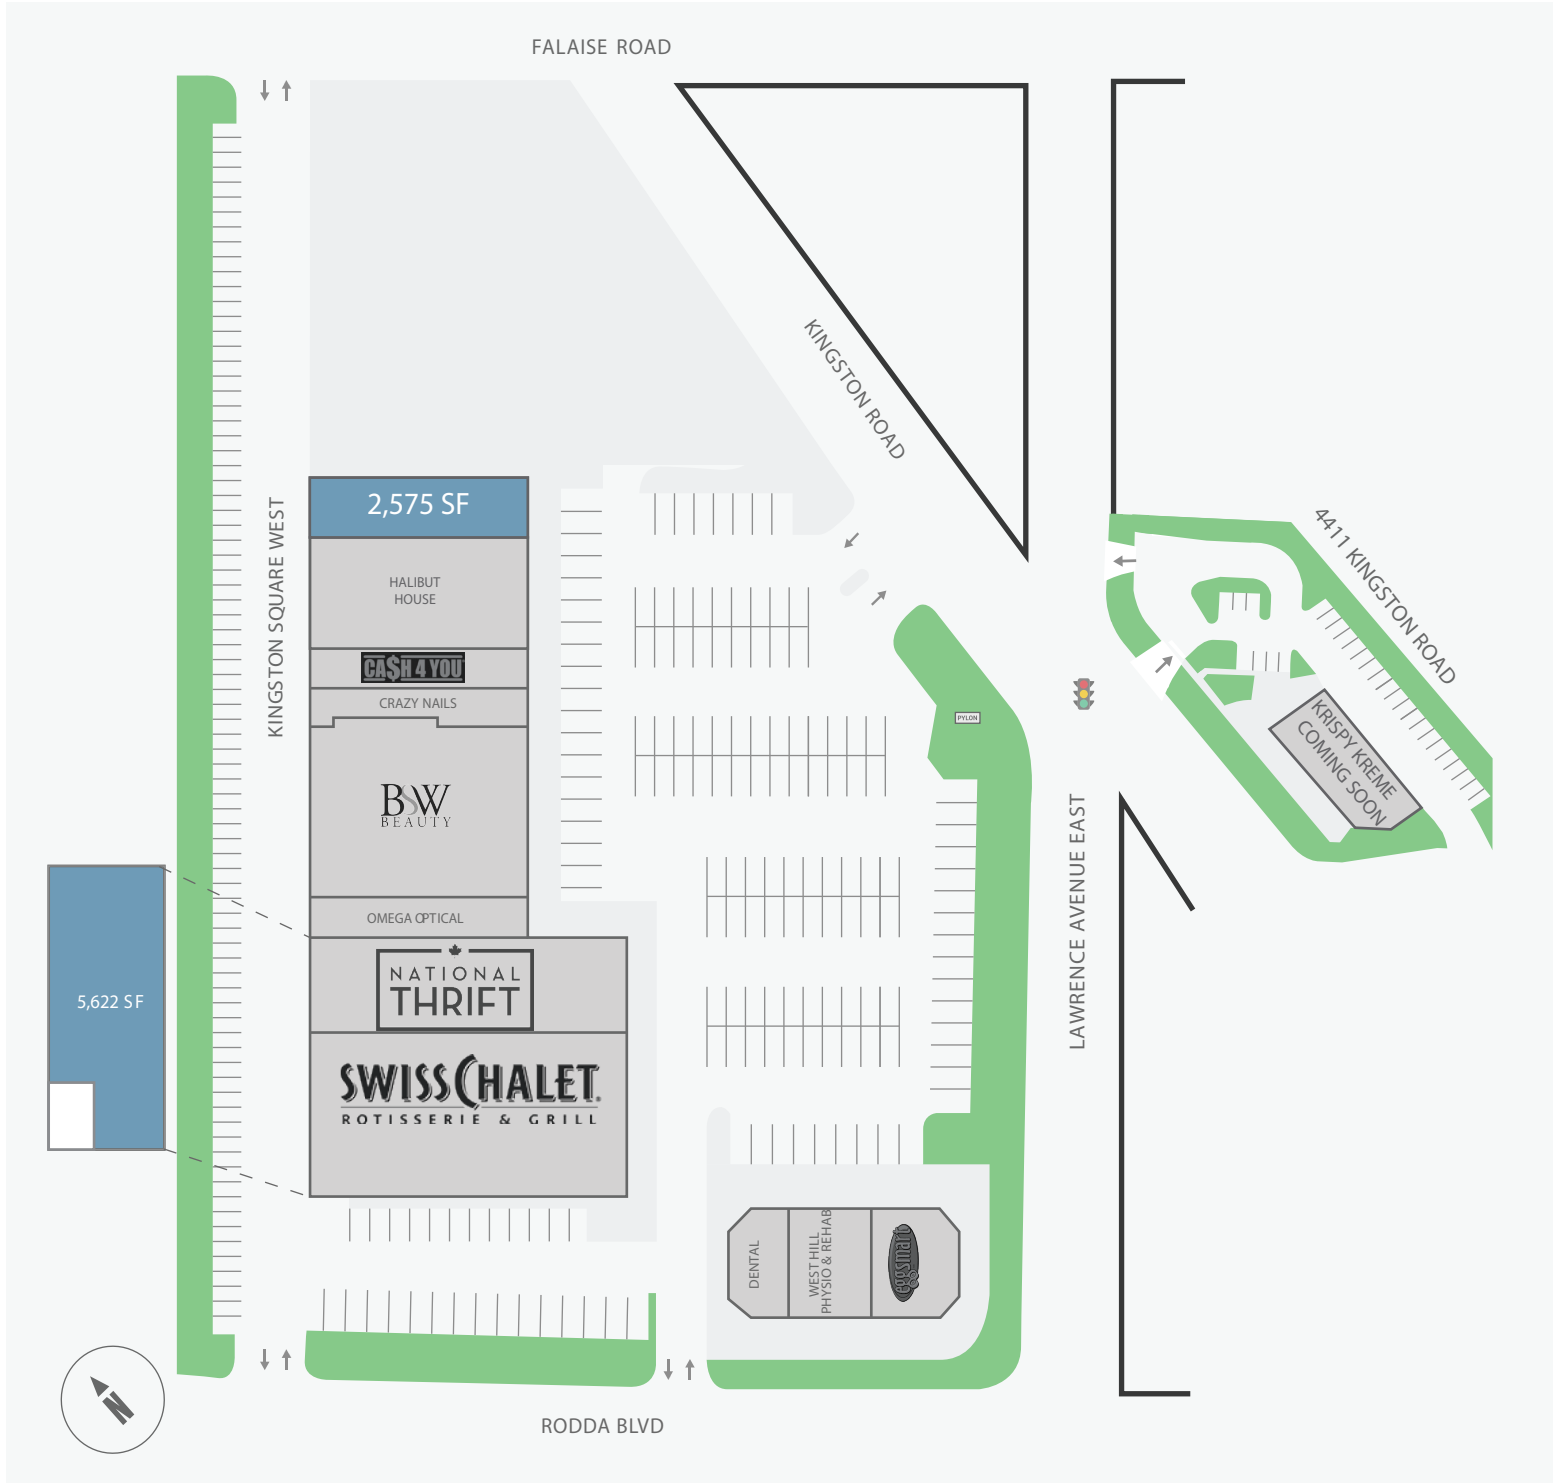 FALAISE ROAD
KINGSTON ROAD
KINGSTON SQUARE WEST
2,575 SF
HALIBUT
HOUSE
CA$H 4 YOU
CRAZY NAILS
BSW
BEAUTY
OMEGA OPTICAL
NATIONAL
THRIFT
SWISS CHALET
ROTISSERIE & GRILL
5,622 SF
4411 KINGSTON ROAD
PYLON
KRISPY KREME
COMING SOON
LAWRENCE AVENUE EAST
DENTAL
WEST HILL
PHYSIO & REHAB
eggsmart
RODDA BLVD
N